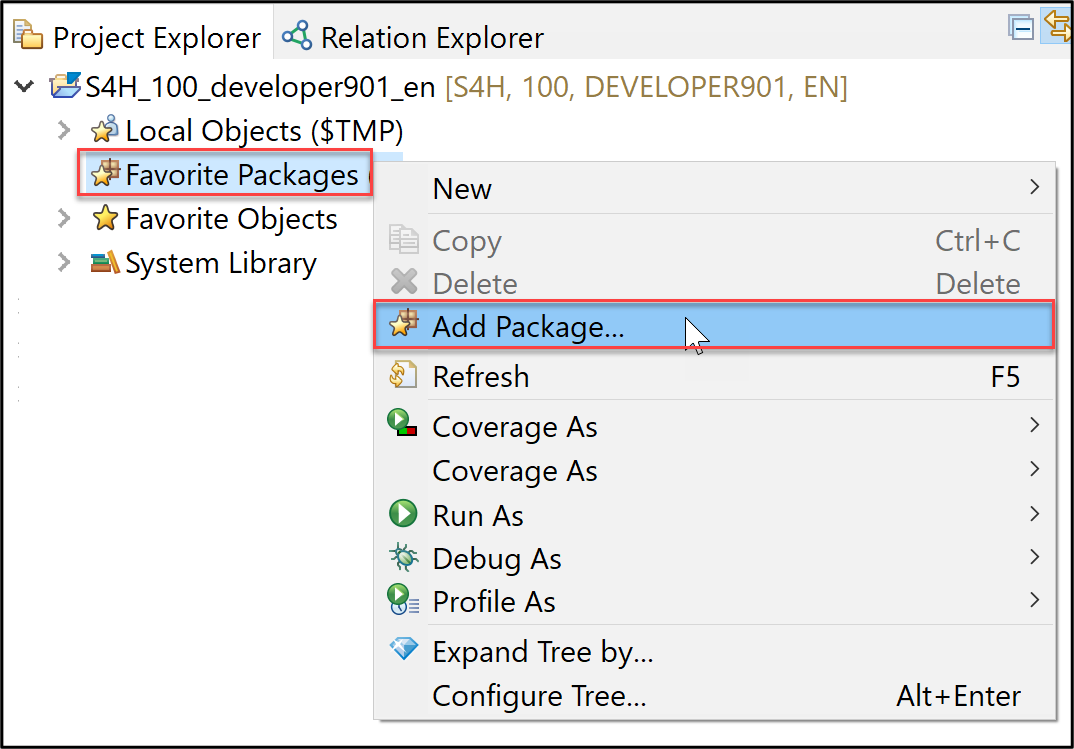 Project Explorer Relation Explorer
S4H_100_developer901_en [S4H, 100, DEVELOPER901, EN]
Local Objects ($TMP)
Favorite Packages
Favorite Objects
System Library
New
Copy Ctrl+C
Delete Delete
Add Package...
Refresh F5
Coverage As
Coverage As
Run As
Debug As
Profile As
Expand Tree by...
Configure Tree... Alt+Enter